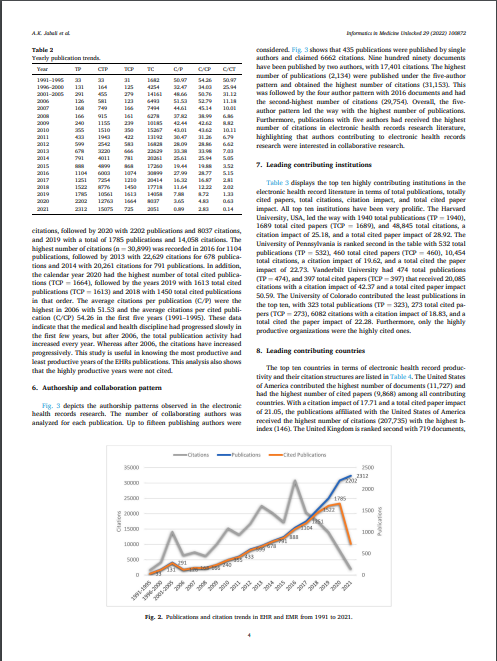 A.K. Jabali et al.
Informatics in Medicine Unlocked 29 (2022) 100872
Table 2
Yearly publication trends.
Year TP CTP TCP TC C/P C/CP C/CT
1991–1995 33 33 31 1682 50.97 54.26 50.97
1996–2000 131 164 125 4254 32.47 34.03 25.94
2001–2005 291 455 279 14161 48.66 50.76 31.12
2006 126 581 123 6493 51.53 52.79 11.18
2007 168 749 166 7494 44.61 45.14 10.01
2008 166 915 161 6278 37.82 38.99 6.86
2009 240 1155 239 10185 42.44 42.62 8.82
2010 355 1510 350 15267 43.01 43.62 10.11
2011 433 1943 422 13192 30.47 31.26 6.79
2012 599 2542 583 16828 28.09 28.86 6.62
2013 678 3220 666 22629 33.38 33.98 7.03
2014 791 4011 781 20261 25.61 25.94 5.05
2015 888 4899 868 17260 19.44 19.88 3.52
2016 1104 6003 1074 30899 27.99 28.77 5.15
2017 1251 7254 1210 20414 16.32 16.87 2.81
2018 1522 8776 1450 17718 11.64 12.22 2.02
2019 1785 10561 1613 14058 7.88 8.72 1.33
2020 2202 12763 1664 8037 3.65 4.83 0.63
2021 2312 15075 725 2051 0.89 2.83 0.14
citations, followed by 2020 with 2202 publications and 8037 citations,
and 2019 with a total of 1785 publications and 14,058 citations. The
highest number of citations (n = 30,899) was recorded in 2016 for 1104
publications, followed by 2013 with 22,629 citations for 678 publica-
tions and 2014 with 20,261 citations for 791 publications. In addition,
the calendar year 2020 had the highest number of total cited publica-
tions (TCP = 1664), followed by the years 2019 with 1613 total cited
publications (TCP = 1613) and 2018 with 1450 total cited publications
in that order. The average citations per publication (C/P) were the
highest in 2006 with 51.53 and the average citations per cited publi-
cation (C/CP) 54.26 in the first five years (1991–1995). These data
indicate that the medical and health discipline had progressed slowly in
the first few years, but after 2006, the total publication activity had
increased every year. Whereas after 2006, the citations have increased
progressively. This study is useful in knowing the most productive and
least productive years of the EHRs publications. This analysis also shows
that the highly productive years were not cited.
6. Authorship and collaboration pattern
Fig. 3 depicts the authorship patterns observed in the electronic
health records research. The number of collaborating authors was
analyzed for each publication. Up to fifteen publishing authors were
considered. Fig. 3 shows that 435 publications were published by single
authors and claimed 6662 citations. Nine hundred ninety documents
have been published by two authors, with 17,401 citations. The highest
number of publications (2,134) was published under the five-author
pattern and obtained the highest number of citations (31,153). This
was followed by the four author pattern with 2016 documents and had
the second-highest number of citations (29,754). Overall, the five-
author pattern led the way with the highest number of publications.
Furthermore, publications with five authors had received the highest
number of citations in electronic health records research literature,
highlighting that authors contributing to electronic health records
research were interested in collaborative research.
7. Leading contributing institutions
Table 3 displays the top ten highly contributing institutions in the
electronic health record literature in terms of total publications, totally
cited papers, total citations, citation impact, and total cited paper
impact. All top ten institutions have been very prolific. The Harvard
University, USA, led the way with 1940 total publications (TP = 1940),
1689 total cited papers (TCP = 1689), and 48,845 total citations, a
citation impact of 25.18, and a total cited paper impact of 28.92. The
University of Pennsylvania is ranked second in the table with 532 total
publications (TP = 532), 460 total cited papers (TCP = 460), 10,454
total citations, a citation impact of 19.62, and a total cited the paper
impact of 22.73. Vanderbilt University had 474 total publications
(TP = 474), and 397 total cited papers (TCP = 397) that received 20,085
citations with a citation impact of 42.37 and a total cited paper impact
50.59. The University of Colorado contributed the least publications in
the top ten, with 323 total publications (TP = 323), 273 total cited pa-
pers (TCP = 273), 6082 citations with a citation impact of 18.83, and a
total cited the paper impact of 22.28. Furthermore, only the highly
productive organizations were the highly cited ones.
8. Leading contributing countries
The top ten countries in terms of electronic health record produc-
tivity and their citation structures are listed in Table 4. The United States
of America contributed the highest number of documents (11,727) and
had the highest number of cited papers (9,868) among all contributing
countries. With a citation impact of 17.71 and a total cited paper impact
of 21.05, the publications affiliated with the United States of America
received the highest number of citations (207,735) with the highest h-
index (146). The United Kingdom is ranked second with 719 documents,
Citations Publications Cited Publications
35000
30000
25000
20000
15000
10000
5000
0
Citations
2500
2000
1500
1000
500
0
Publications
33
131
291
240
433
791
888
1104
1251
1522
1785
2202
2312
1991-1995
1996-2000
2001-2005
2006
2007
2008
2009
2010
2011
2012
2013
2014
2015
2016
2017
2018
2019
2020
2021
Fig. 2. Publications and citation trends in EHR and EMR from 1991 to 2021.
4